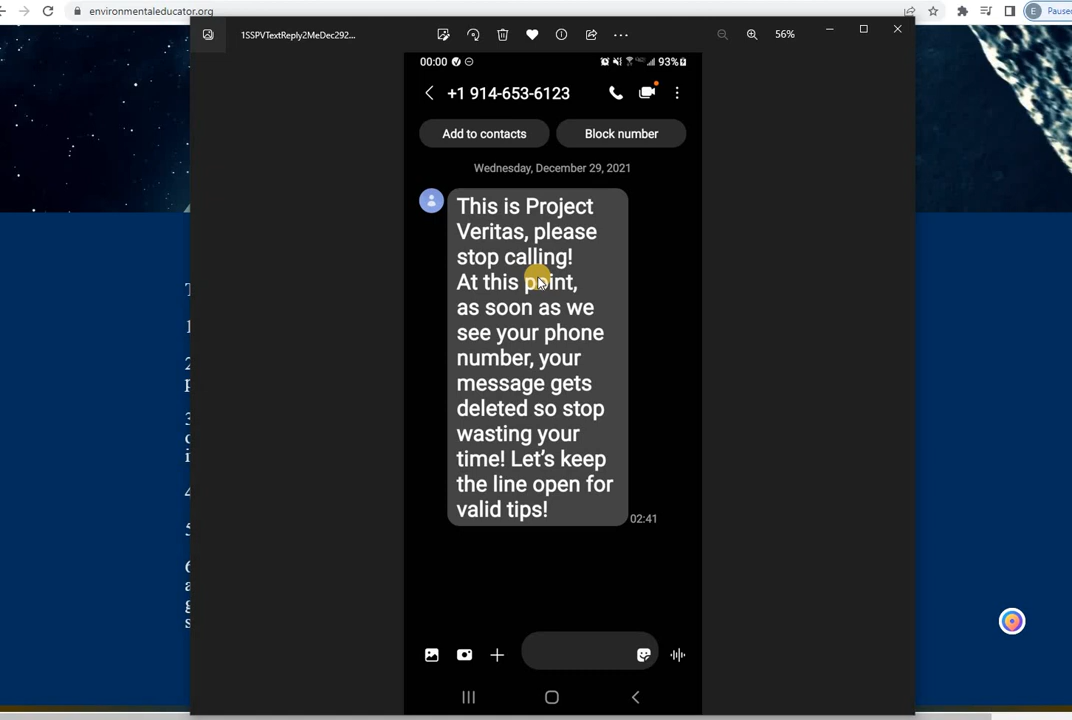 environmentaleducator.org
Paused
1SSPVTextReply2MeDec292...
56%
00:00
93%
+1 914-653-6123
Add to contacts
Block number
Wednesday, December 29, 2021
This is Project
Veritas, please
stop calling!
At this point,
as soon as we
see your phone
number, your
message gets
deleted so stop
wasting your
time! Let's keep
the line open for
valid tips!
02:41